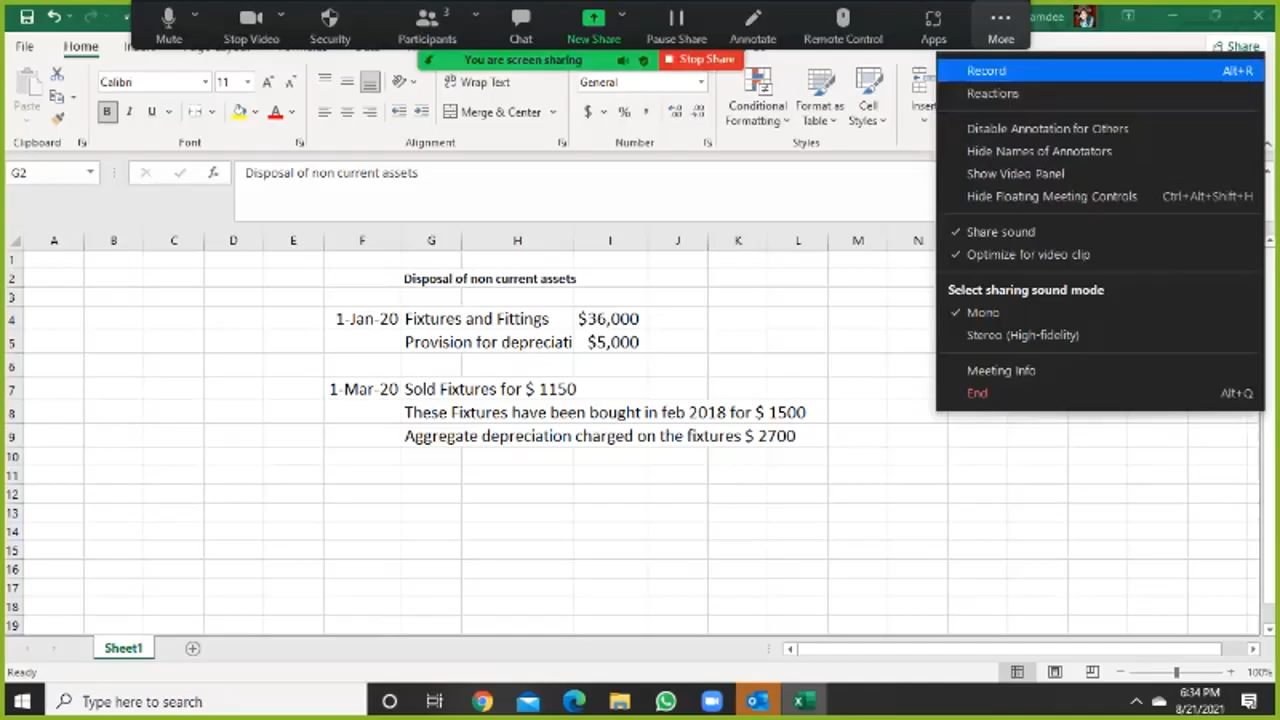 Mute
Stop Video
Security
Participants
3
Chat
New Share
Pause Share
Annotate
Remote Control
Apps
More
amdee
File
Home
You are screen sharing
Stop Share
Share
Paste
Calibri
11
B I U
Wrap Text
Merge & Center
General
$ % ,
Conditional Formatting
Format as Table
Cell Styles
Insert
Clipboard
Font
Alignment
Number
Styles
Record Alt+R
Reactions
Disable Annotation for Others
Hide Names of Annotators
Show Video Panel
Hide Floating Meeting Controls Ctrl+Alt+Shift+H
✓ Share sound
✓ Optimize for video clip
Select sharing sound mode
✓ Mono
Stereo (High-fidelity)
Meeting Info
End Alt+Q
G2
fx
Disposal of non current assets
A B C D E F G H I J K L M N
1
2 Disposal of non current assets
3
4 1-Jan-20 Fixtures and Fittings $36,000
5 Provision for depreciati $5,000
6
7 1-Mar-20 Sold Fixtures for $ 1150
8 These Fixtures have been bought in feb 2018 for $ 1500
9 Aggregate depreciation charged on the fixtures $ 2700
10
11
12
13
14
15
16
17
18
19
Sheet1
Ready
100%
Type here to search
6:34 PM
8/21/2021